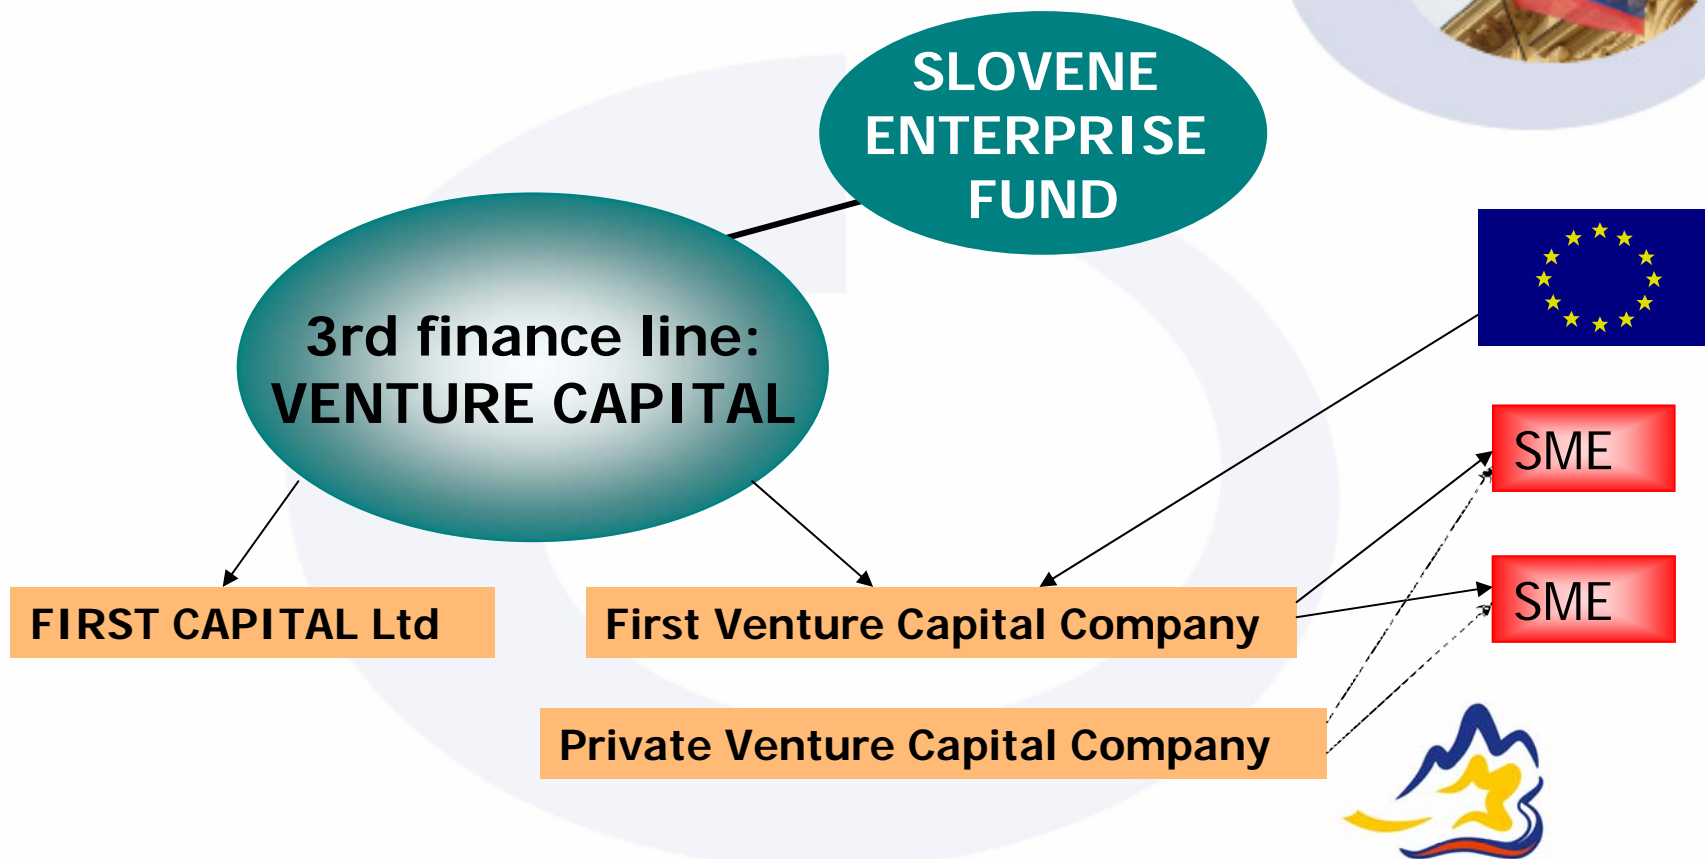 SLOVENE
ENTERPRISE
FUND
3rd finance line:
VENTURE CAPITAL
SME
SME
FIRST CAPITAL Ltd
First Venture Capital Company
Private Venture Capital Company